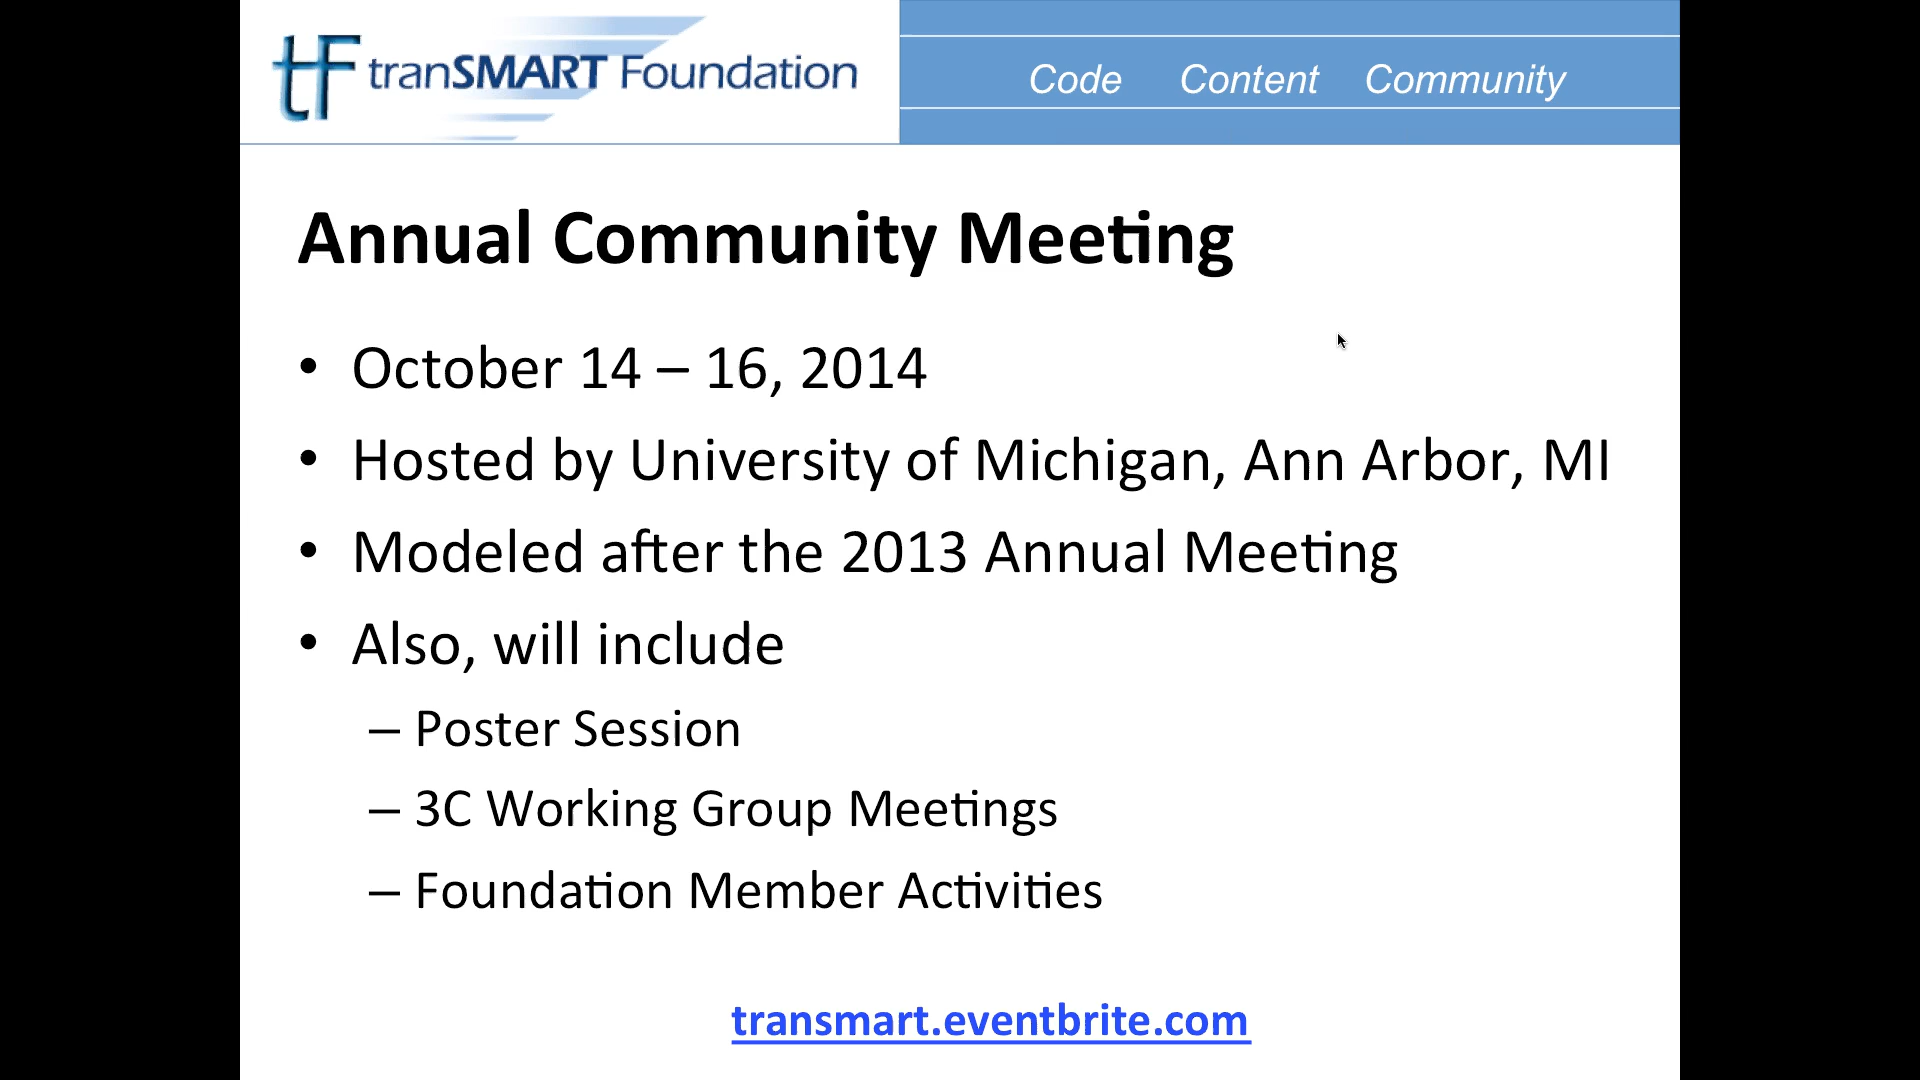 tF tranSMART Foundation
Code Content Community
Annual Community Meeting
• October 14 – 16, 2014
• Hosted by University of Michigan, Ann Arbor, MI
• Modeled after the 2013 Annual Meeting
• Also, will include
– Poster Session
– 3C Working Group Meetings
– Foundation Member Activities
transmart.eventbrite.com